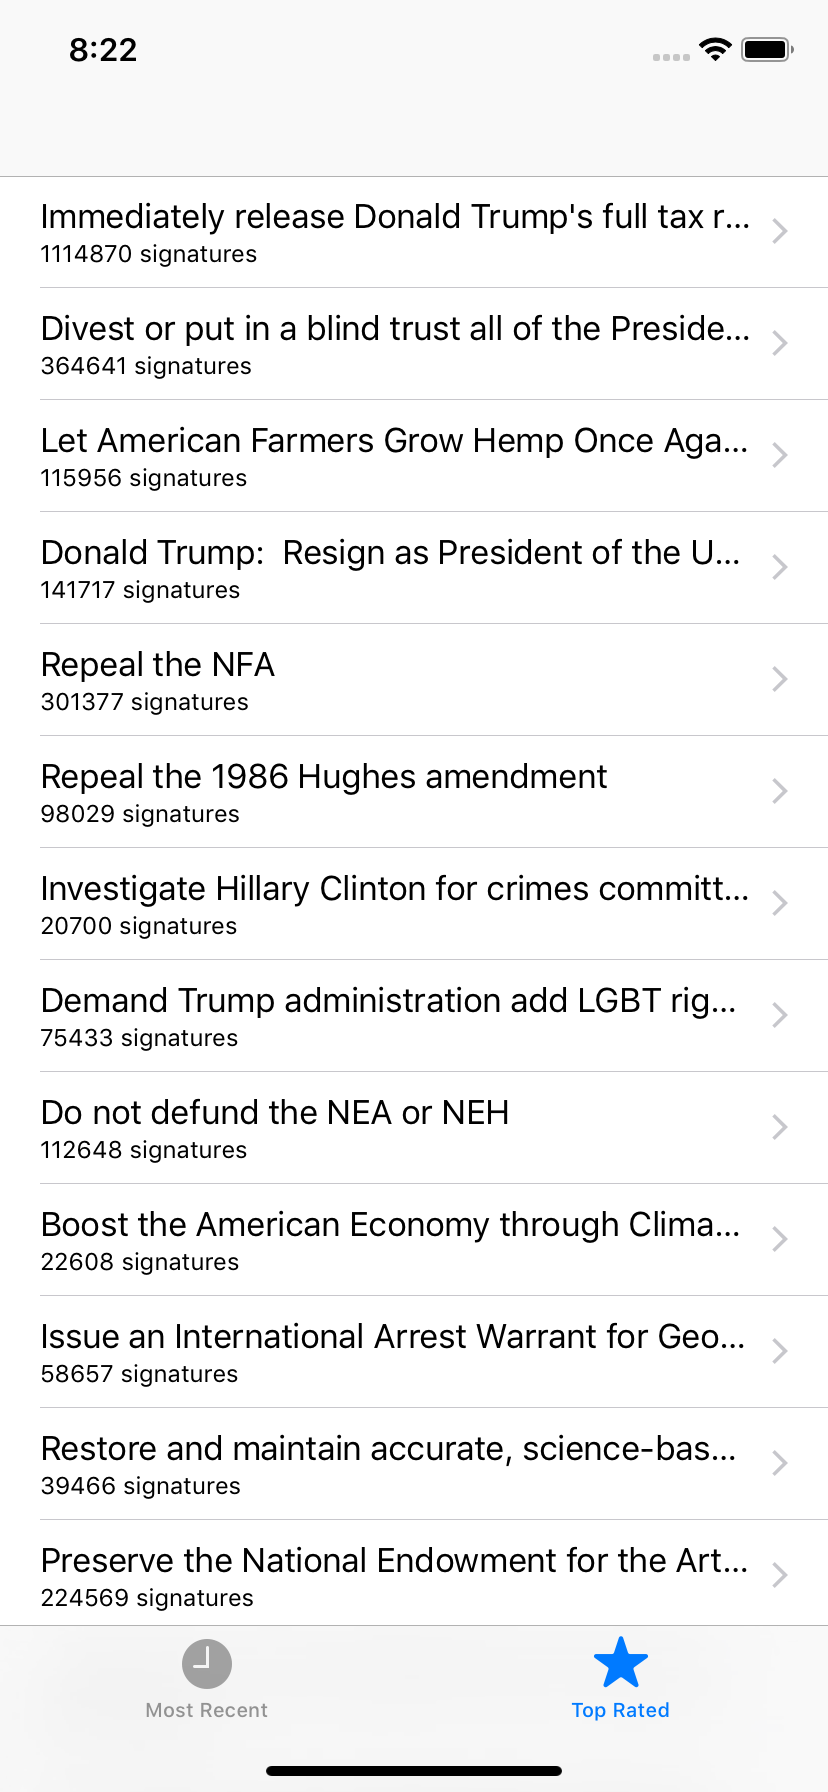 8:22
Immediately release Donald Trump's full tax r...
1114870 signatures
Divest or put in a blind trust all of the Preside...
364641 signatures
Let American Farmers Grow Hemp Once Aga...
115956 signatures
Donald Trump:  Resign as President of the U...
141717 signatures
Repeal the NFA
301377 signatures
Repeal the 1986 Hughes amendment
98029 signatures
Investigate Hillary Clinton for crimes committ...
20700 signatures
Demand Trump administration add LGBT rig...
75433 signatures
Do not defund the NEA or NEH
112648 signatures
Boost the American Economy through Clima...
22608 signatures
Issue an International Arrest Warrant for Geo...
58657 signatures
Restore and maintain accurate, science-bas...
39466 signatures
Preserve the National Endowment for the Art...
224569 signatures
Most Recent
Top Rated